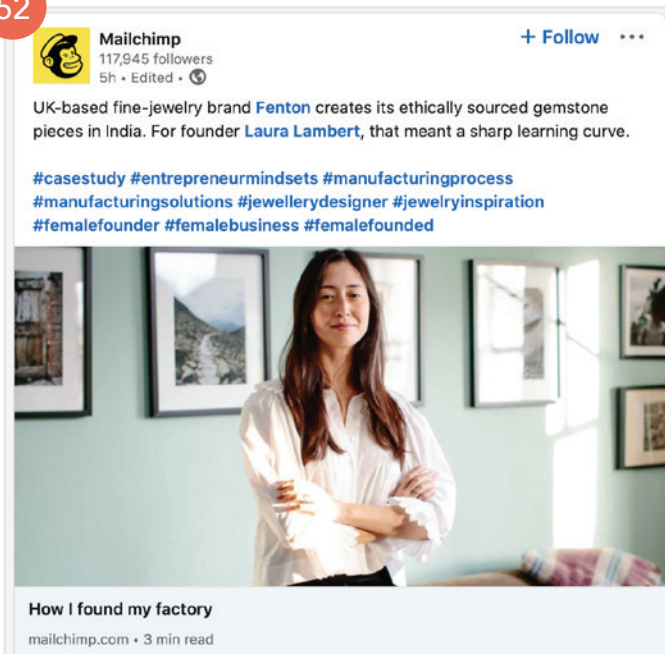 52
Mailchimp
+ Follow
117,945 followers
5h • Edited •
UK-based fine-jewelry brand Fenton creates its ethically sourced gemstone
pieces in India. For founder Laura Lambert, that meant a sharp learning curve.
#casestudy #entrepreneurmindsets #manufacturingprocess
#manufacturingsolutions #jewellerydesigner #jewelryinspiration
#femalefounder #femalebusiness #femalefounded
How I found my factory
mailchimp.com • 3 min read